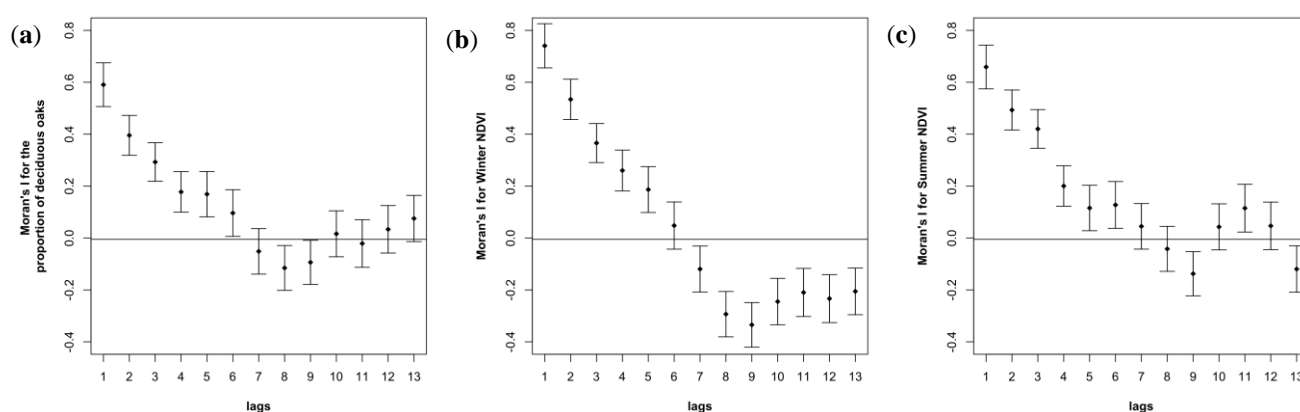 (a)
Moran's I for the
proportion of deciduous oaks
0.8
0.6
0.4
0.2
0.0
-0.2
-0.4
1 2 3 4 5 6 7 8 9 10 11 12 13
lags
(b)
Moran's I for Winter NDVI
0.8
0.6
0.4
0.2
0.0
-0.2
-0.4
1 2 3 4 5 6 7 8 9 10 11 12 13
lags
(c)
Moran's I for Summer NDVI
0.8
0.6
0.4
0.2
0.0
-0.2
-0.4
1 2 3 4 5 6 7 8 9 10 11 12 13
lags